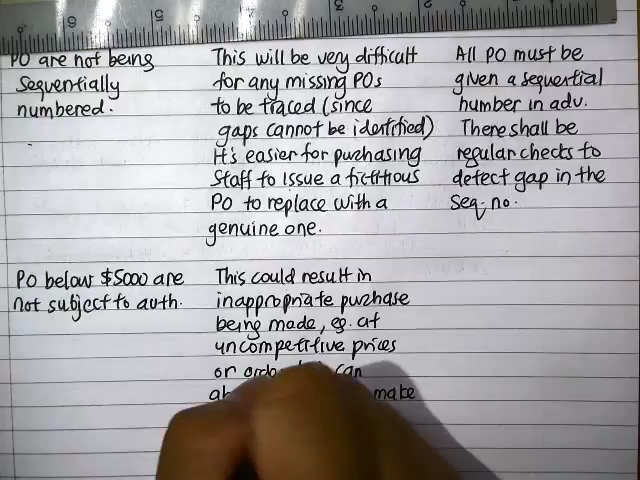 PO are not being
Sequentially
numbered.
This will be very difficult
for any missing POs
to be traced (since
gaps cannot be identified)
It's easier for purchasing
Staff to issue a fictitious
PO to replace with a
genuine one.
All PO must be
given a sequential
number in adv.
There shall be
regular checks to
detect gap in the
Seq. no.
PO below $5000 are
not subject to auth.
This could result in
inappropriate purchase
being made, eg. at
uncompetitive prices
or can
make